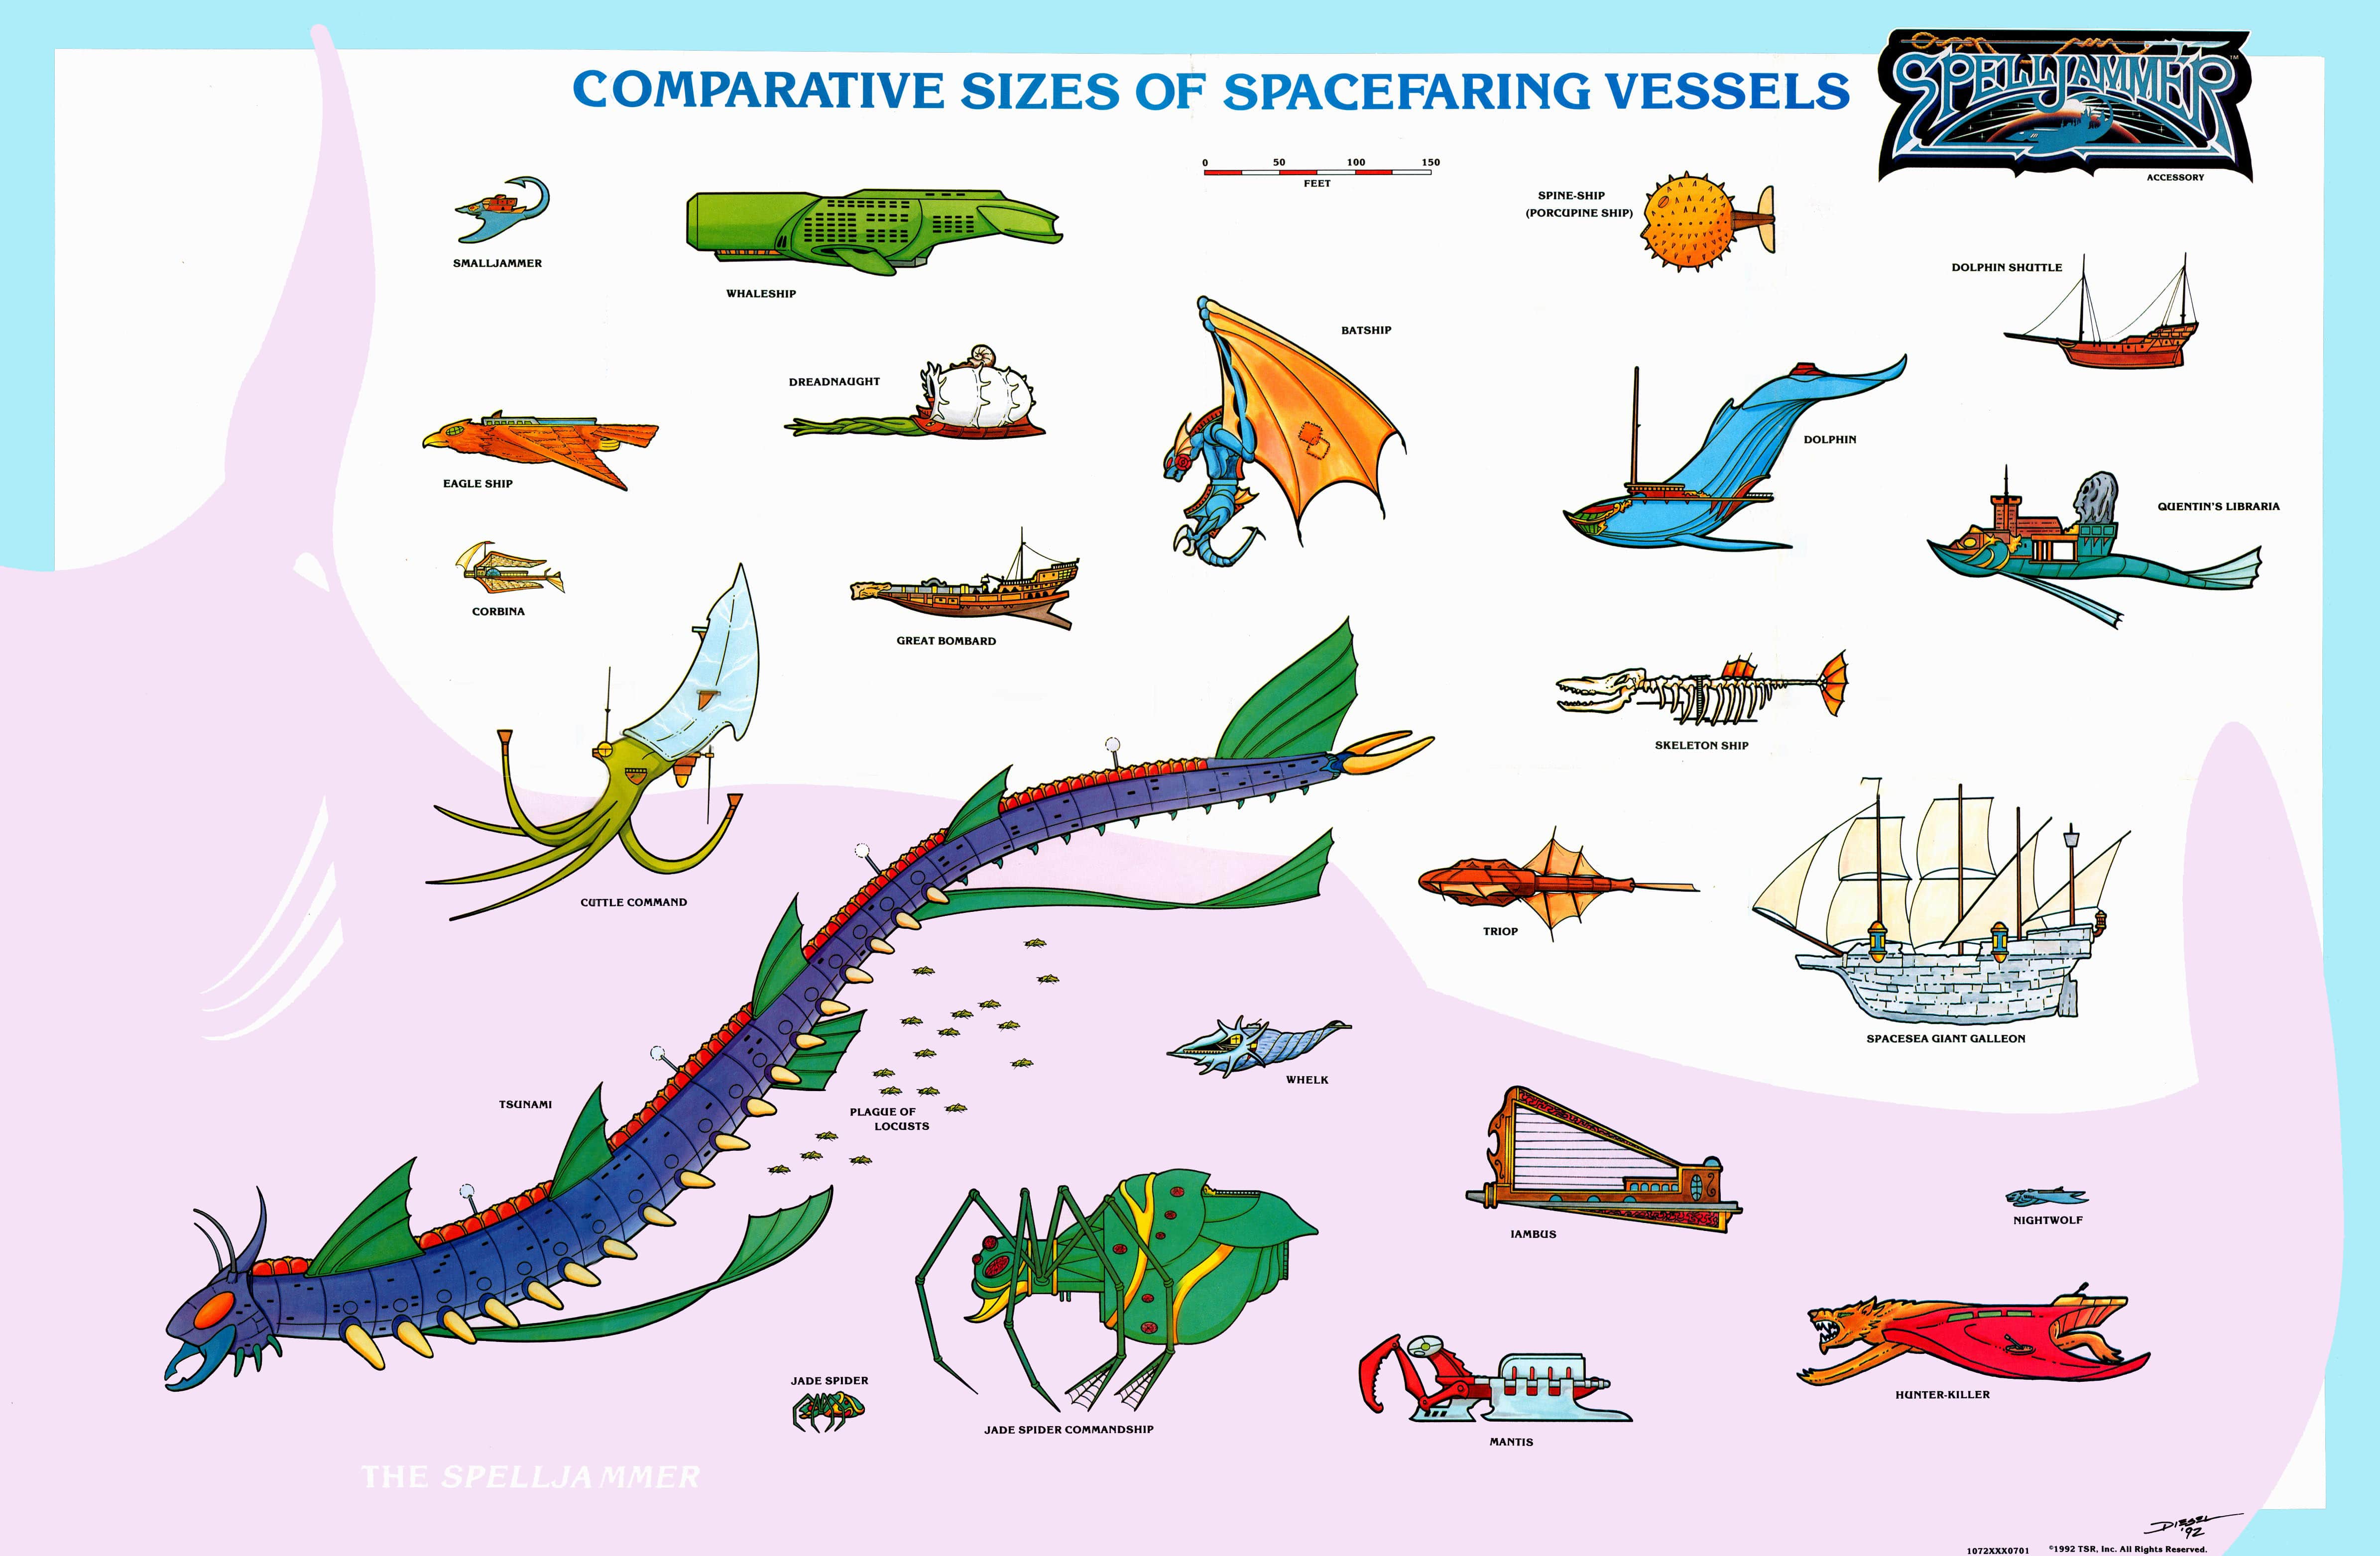 COMPARATIVE SIZES OF SPACEFARING VESSELS
SPELLJAMMER™
ACCESSORY
0 50 100 150
FEET
SMALLJAMMER
WHALESHIP
SPINE-SHIP
(PORCUPINE SHIP)
DOLPHIN SHUTTLE
BATSHIP
DREADNAUGHT
DOLPHIN
EAGLE SHIP
QUENTIN'S LIBRARIA
CORBINA
GREAT BOMBARD
SKELETON SHIP
CUTTLE COMMAND
TRIOP
SPACESEA GIANT GALLEON
WHELK
TSUNAMI
PLAGUE OF
LOCUSTS
IAMBUS
NIGHTWOLF
JADE SPIDER
JADE SPIDER COMMANDSHIP
MANTIS
HUNTER-KILLER
THE SPELLJAMMER
DIESEL
'92
1072XXX0701 ©1992 TSR, Inc. All Rights Reserved.